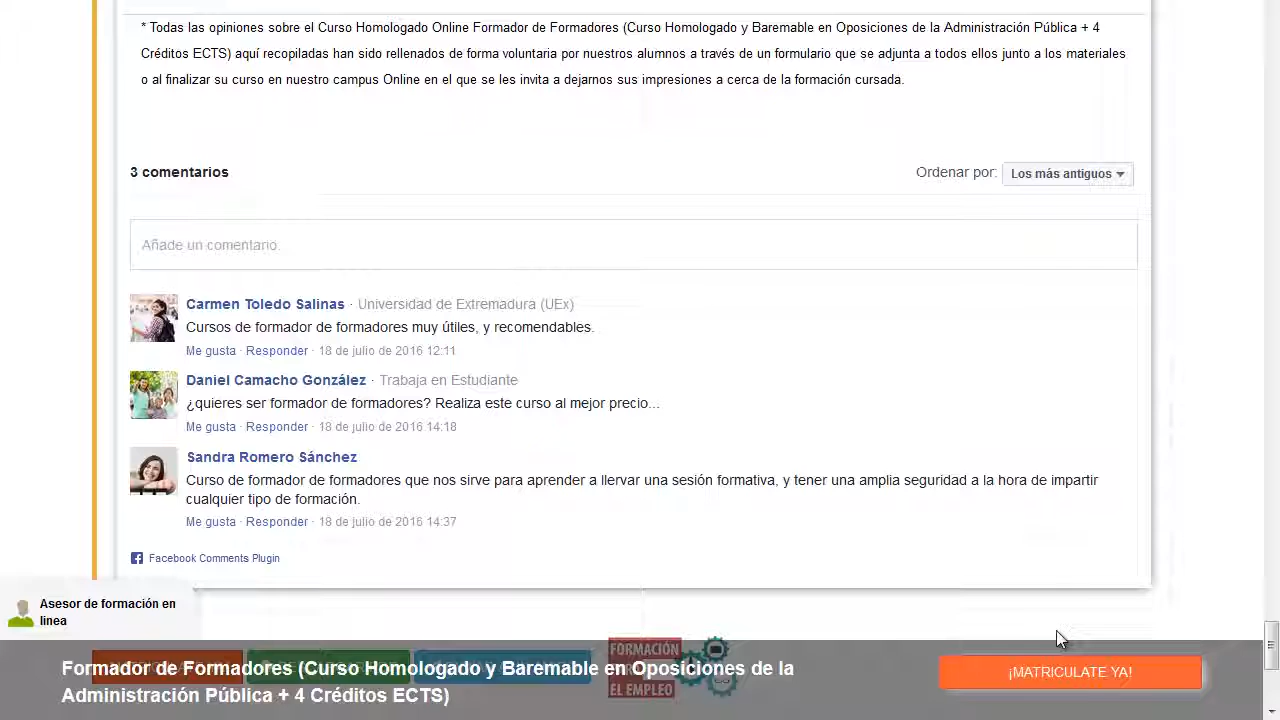 * Todas las opiniones sobre el Curso Homologado Online Formador de Formadores (Curso Homologado y Baremable en Oposiciones de la Administración Pública + 4
Créditos ECTS) aquí recopiladas han sido rellenados de forma voluntaria por nuestros alumnos a través de un formulario que se adjunta a todos ellos junto a los materiales
o al finalizar su curso en nuestro campus Online en el que se les invita a dejarnos sus impresiones a cerca de la formación cursada.
3 comentarios
Ordenar por: Los más antiguos
Añade un comentario.
Carmen Toledo Salinas · Universidad de Extremadura (UEx)
Cursos de formador de formadores muy útiles, y recomendables.
Me gusta · Responder · 18 de julio de 2016 12:11
Daniel Camacho González · Trabaja en Estudiante
¿quieres ser formador de formadores? Realiza este curso al mejor precio...
Me gusta · Responder · 18 de julio de 2016 14:18
Sandra Romero Sánchez
Curso de formador de formadores que nos sirve para aprender a llervar una sesión formativa, y tener una amplia seguridad a la hora de impartir
cualquier tipo de formación.
Me gusta · Responder · 18 de julio de 2016 14:37
Facebook Comments Plugin
Asesor de formación en
linea
FORMACIÓN
EL EMPLEO
Formador de Formadores (Curso Homologado y Baremable en Oposiciones de la
Administración Pública + 4 Créditos ECTS)
¡MATRICULATE YA!